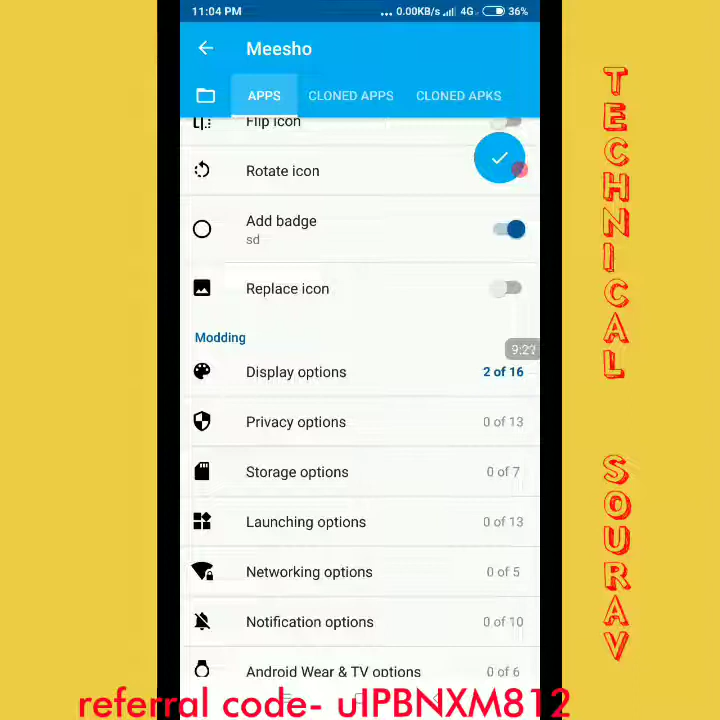 11:04 PM ... 0.00KB/s 4G 36%
Meesho
APPS CLONED APPS CLONED APKS
Flip icon
Rotate icon
Add badge
sd
Replace icon
Modding
Display options 2 of 16
Privacy options 0 of 13
Storage options 0 of 7
Launching options 0 of 13
Networking options 0 of 5
Notification options 0 of 10
Android Wear & TV options 0 of 6
TECHNICAL SOURAV
referral code- uIPBNXM812